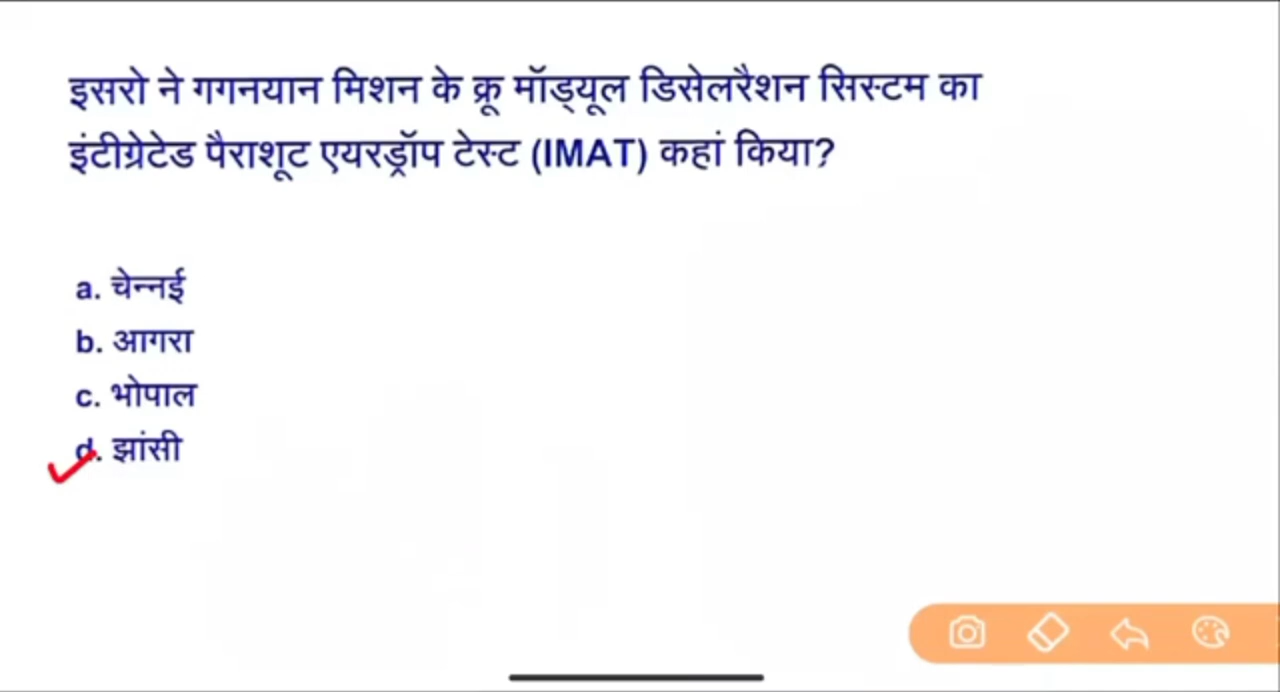 इसरो ने गगनयान मिशन के क्रू मॉड्यूल डिसेलरैशन सिस्टम का
इंटीग्रेटेड पैराशूट एयरड्रॉप टेस्ट (IMAT) कहां किया?
a. चेन्नई
b. आगरा
c. भोपाल
d. झांसी